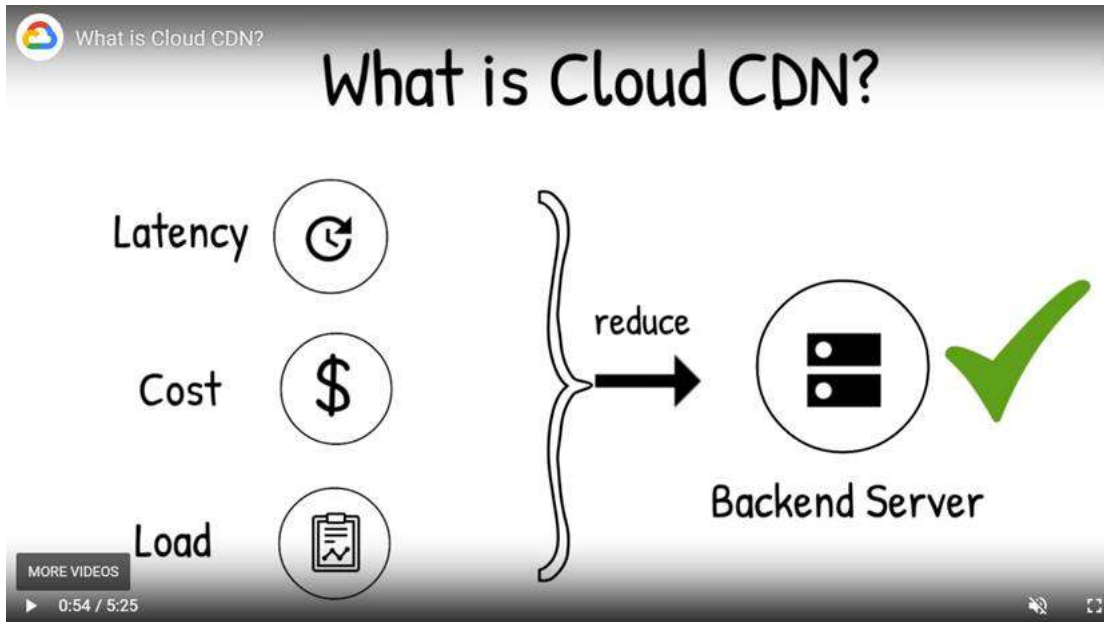 What is Cloud CDN?
What is Cloud CDN?
Latency
Cost
$
Load
reduce
Backend Server
MORE VIDEOS
0:54 / 5:25